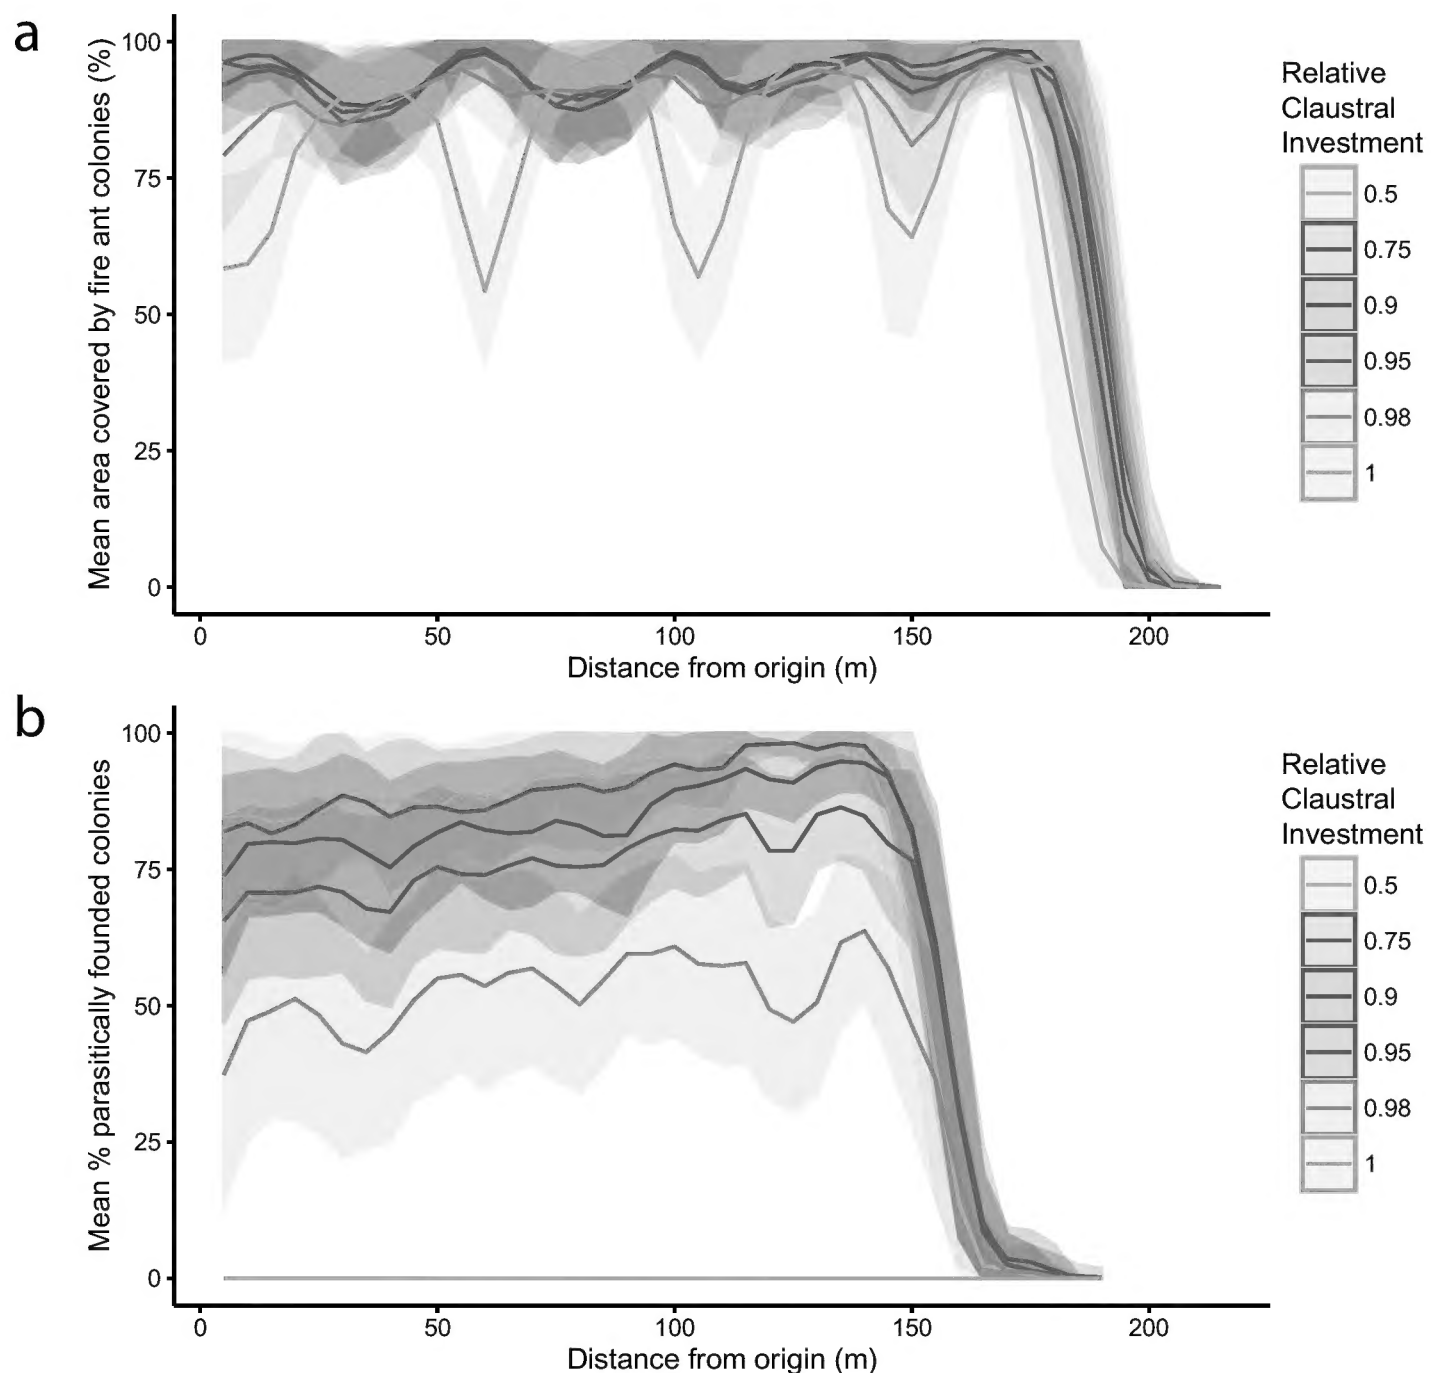 a
Mean area covered by fire ant colonies (%)
100
75
50
25
0
0 50 100 150 200
Distance from origin (m)
Relative
Claustral
Investment
0.5
0.75
0.9
0.95
0.98
1
b
Mean % parasitically founded colonies
100
75
50
25
0
0 50 100 150 200
Distance from origin (m)
Relative
Claustral
Investment
0.5
0.75
0.9
0.95
0.98
1